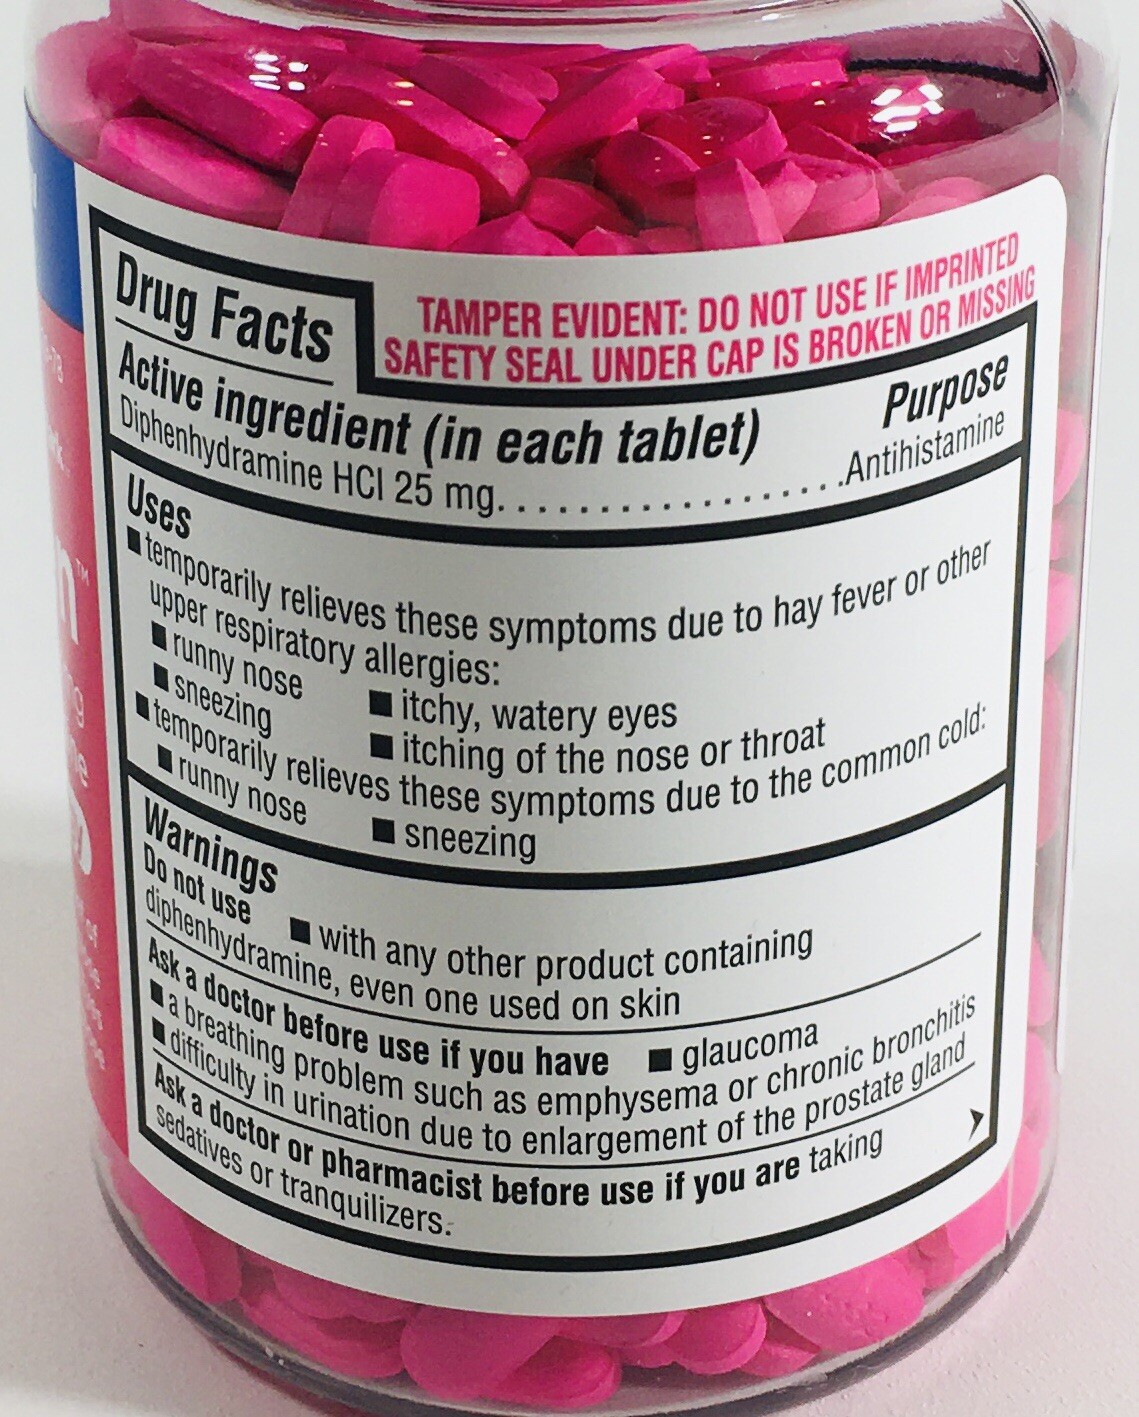 Drug Facts
TAMPER EVIDENT: DO NOT USE IF IMPRINTED
SAFETY SEAL UNDER CAP IS BROKEN OR MISSING
Active ingredient (in each tablet) Purpose
Diphenhydramine HCl 25 mg. . . . . . . . . . . . . . . . . .Antihistamine
Uses
■ temporarily relieves these symptoms due to hay fever or other
upper respiratory allergies:
■ runny nose ■ itchy, watery eyes
■ sneezing ■ itching of the nose or throat
■ temporarily relieves these symptoms due to the common cold:
■ runny nose ■ sneezing
Warnings
Do not use ■ with any other product containing
diphenhydramine, even one used on skin
Ask a doctor before use if you have ■ glaucoma
■ a breathing problem such as emphysema or chronic bronchitis
■ difficulty in urination due to enlargement of the prostate gland
Ask a doctor or pharmacist before use if you are taking
sedatives or tranquilizers.